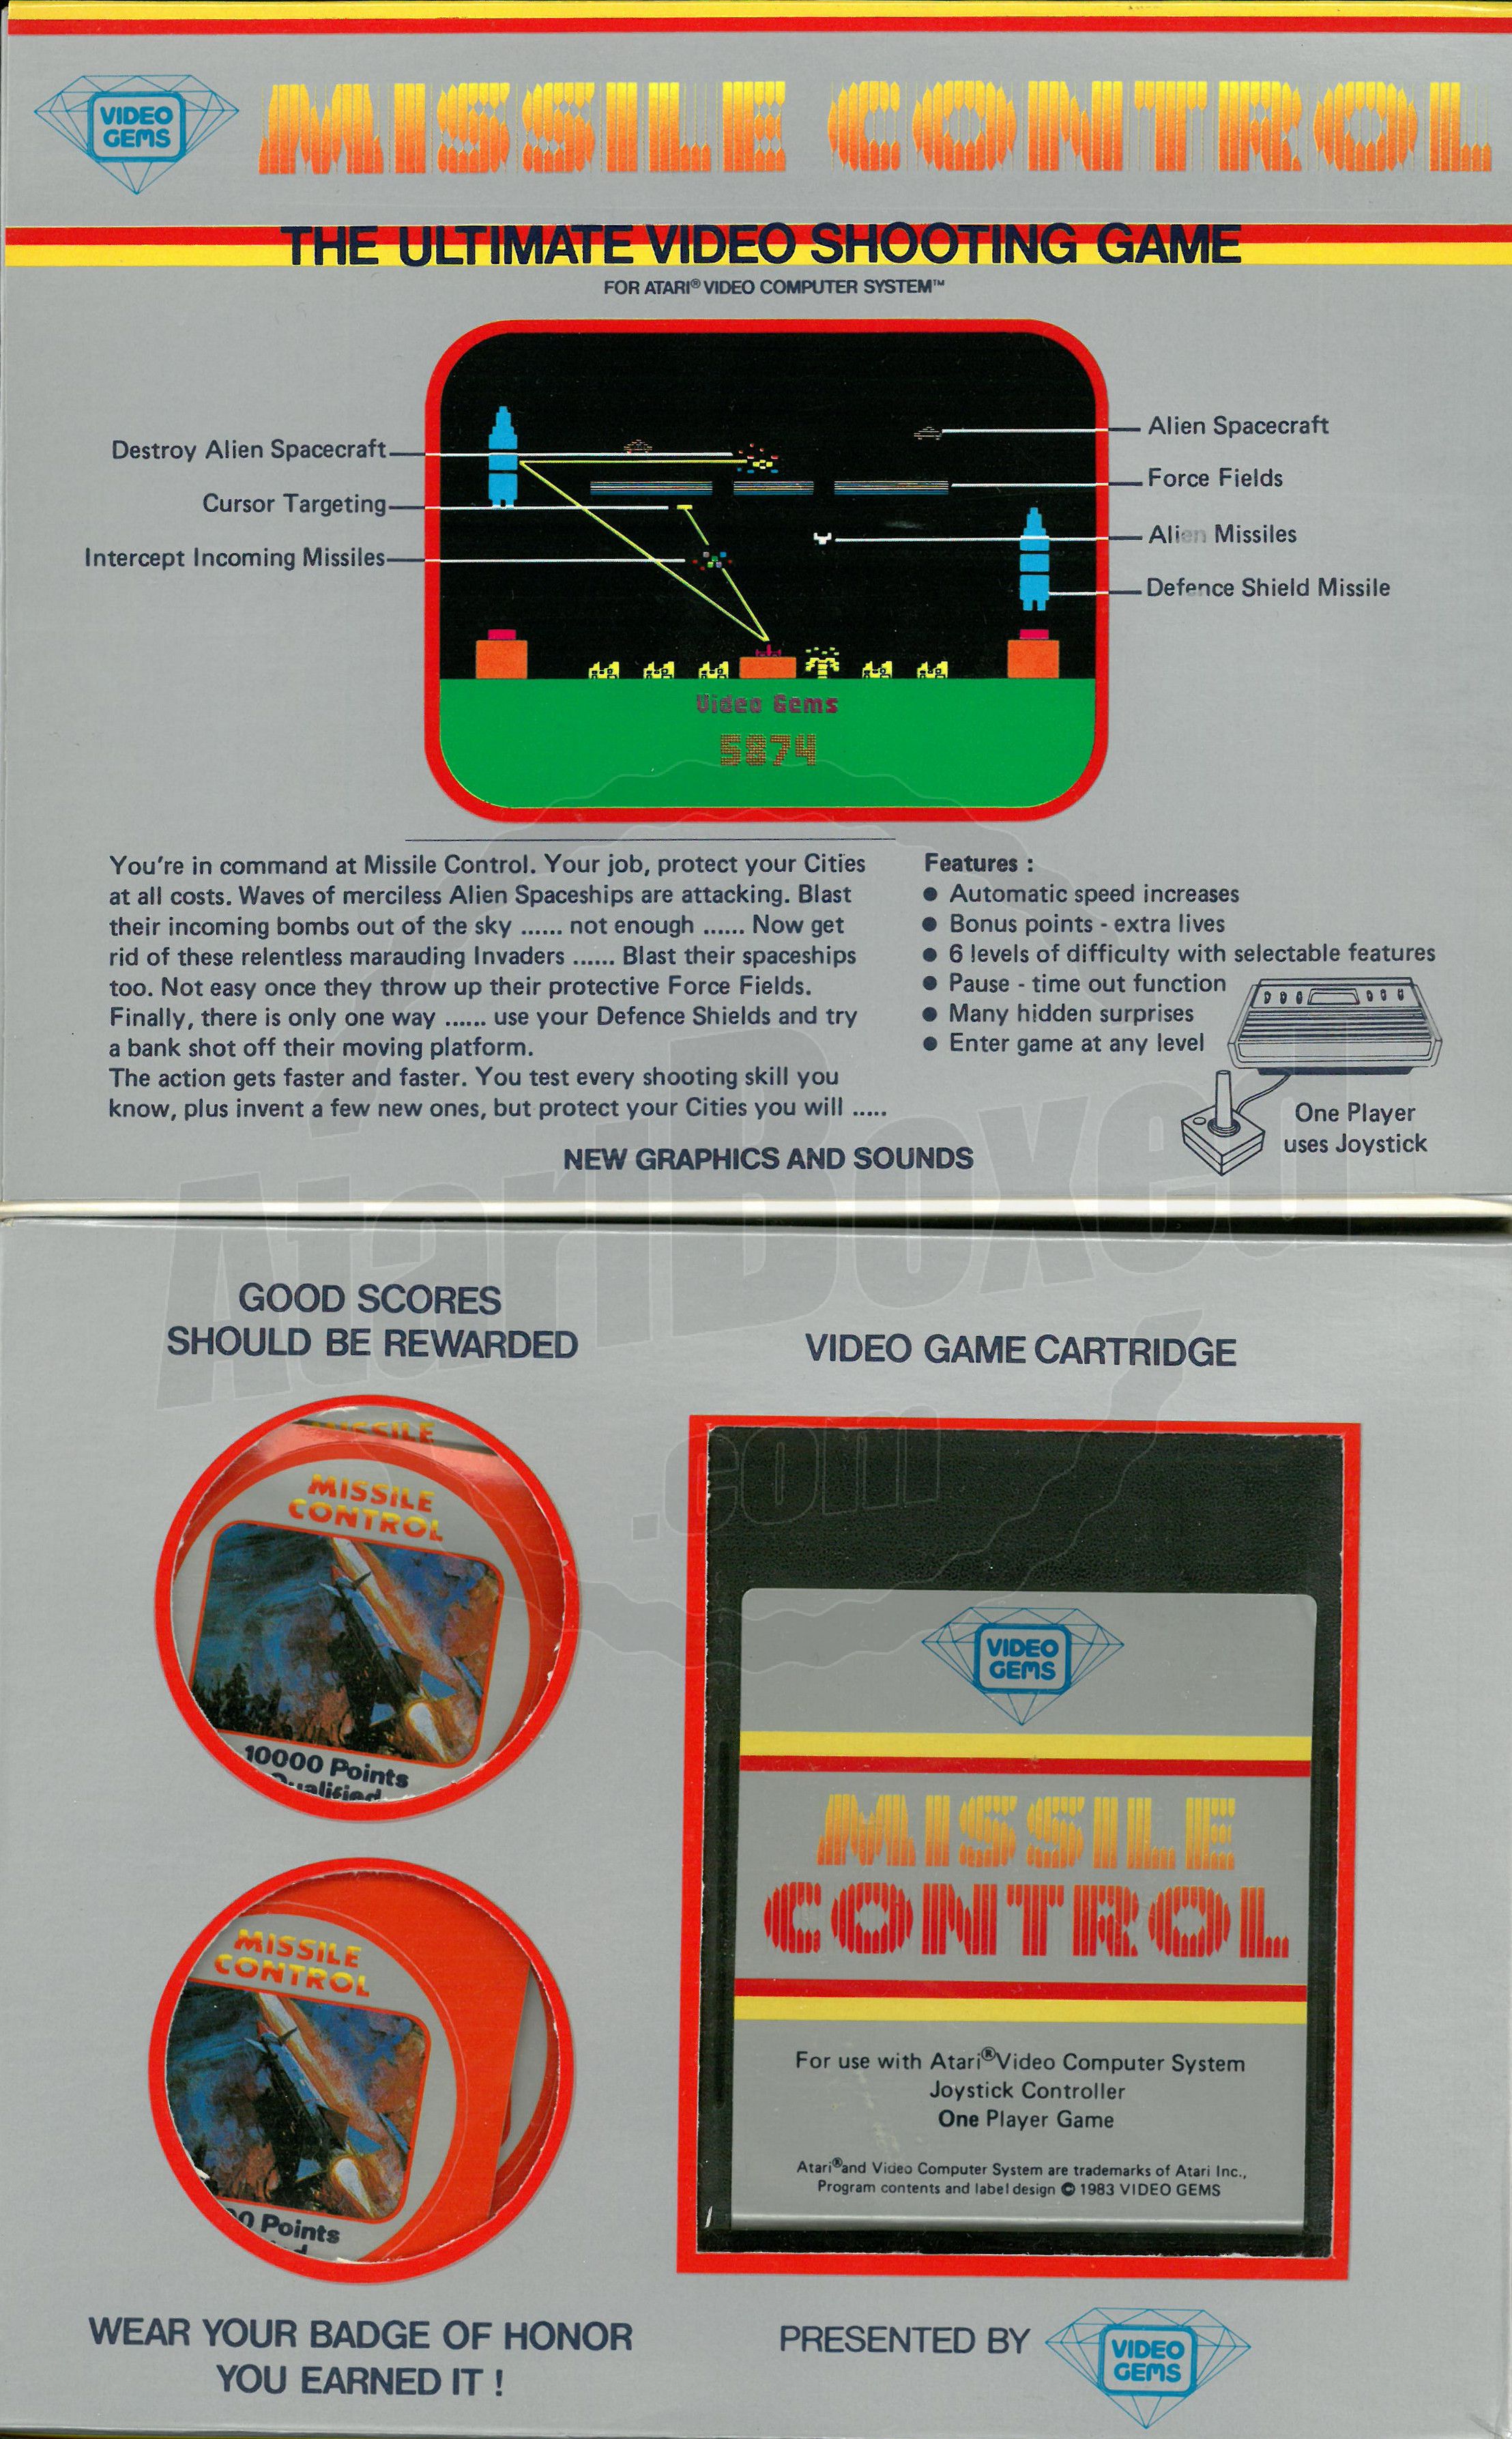 VIDEO
GEMS
MISSILE CONTROL
THE ULTIMATE VIDEO SHOOTING GAME
FOR ATARI® VIDEO COMPUTER SYSTEM™
Destroy Alien Spacecraft
Cursor Targeting
Intercept Incoming Missiles
Alien Spacecraft
Force Fields
Alien Missiles
Defence Shield Missile
Video Gems
5874
You're in command at Missile Control. Your job, protect your Cities
at all costs. Waves of merciless Alien Spaceships are attacking. Blast
their incoming bombs out of the sky ...... not enough ...... Now get
rid of these relentless marauding Invaders ...... Blast their spaceships
too. Not easy once they throw up their protective Force Fields.
Finally, there is only one way ...... use your Defence Shields and try
a bank shot off their moving platform.
The action gets faster and faster. You test every shooting skill you
know, plus invent a few new ones, but protect your Cities you will .....
Features :
● Automatic speed increases
● Bonus points - extra lives
● 6 levels of difficulty with selectable features
● Pause - time out function
● Many hidden surprises
● Enter game at any level
One Player
uses Joystick
NEW GRAPHICS AND SOUNDS
AtariBoxed
.com
GOOD SCORES
SHOULD BE REWARDED
MISSILE
MISSILE
CONTROL
10000 Points
Qualified
MISSILE
CONTROL
Points
WEAR YOUR BADGE OF HONOR
YOU EARNED IT !
VIDEO GAME CARTRIDGE
VIDEO
GEMS
MISSILE
CONTROL
For use with Atari® Video Computer System
Joystick Controller
One Player Game
Atari® and Video Computer System are trademarks of Atari Inc.,
Program contents and label design © 1983 VIDEO GEMS
PRESENTED BY
VIDEO
GEMS